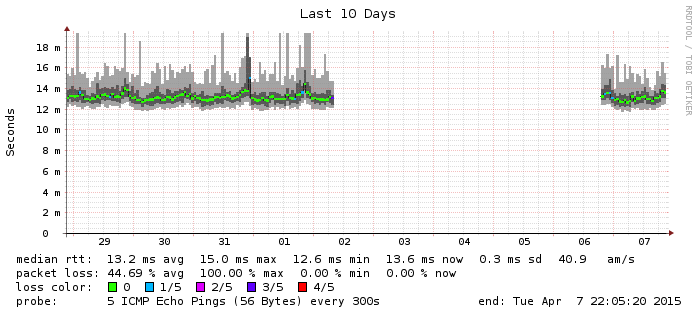 Last 10 Days
RRDTOOL / TOBI OETIKER
Seconds
18 m
16 m
14 m
12 m
10 m
8 m
6 m
4 m
2 m
0
29 30 31 01 02 03 04 05 06 07
median rtt: 13.2 ms avg 15.0 ms max 12.6 ms min 13.6 ms now 0.3 ms sd 40.9 am/s
packet loss: 44.69 % avg 100.00 % max 0.00 % min 0.00 % now
loss color: 0 1/5 2/5 3/5 4/5
probe: 5 ICMP Echo Pings (56 Bytes) every 300s end: Tue Apr 7 22:05:20 2015